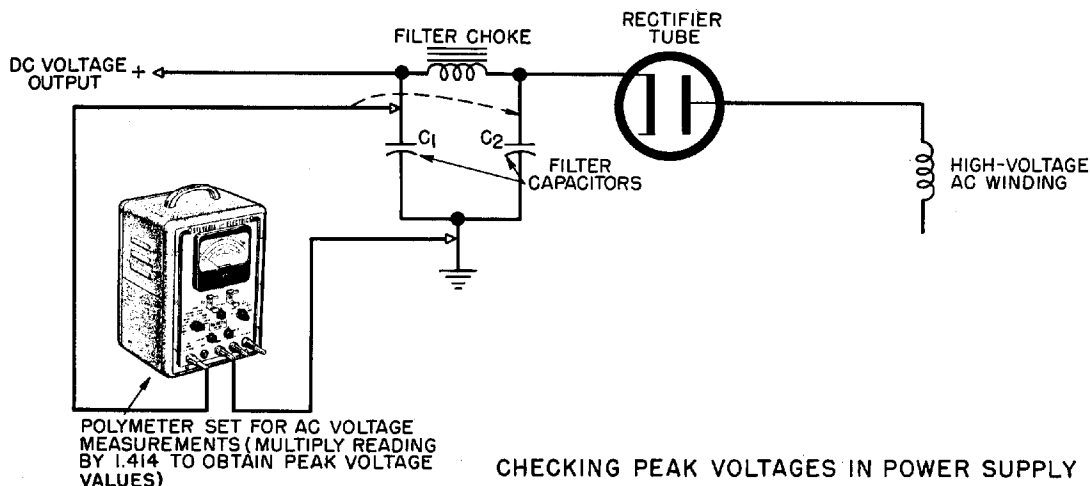 RECTIFIER
TUBE
FILTER CHOKE
DC VOLTAGE +
OUTPUT
C1
C2
FILTER
CAPACITORS
HIGH-VOLTAGE
AC WINDING
POLYMETER SET FOR AC VOLTAGE
MEASUREMENTS (MULTIPLY READING
BY 1.414 TO OBTAIN PEAK VOLTAGE
VALUES)
CHECKING PEAK VOLTAGES IN POWER SUPPLY